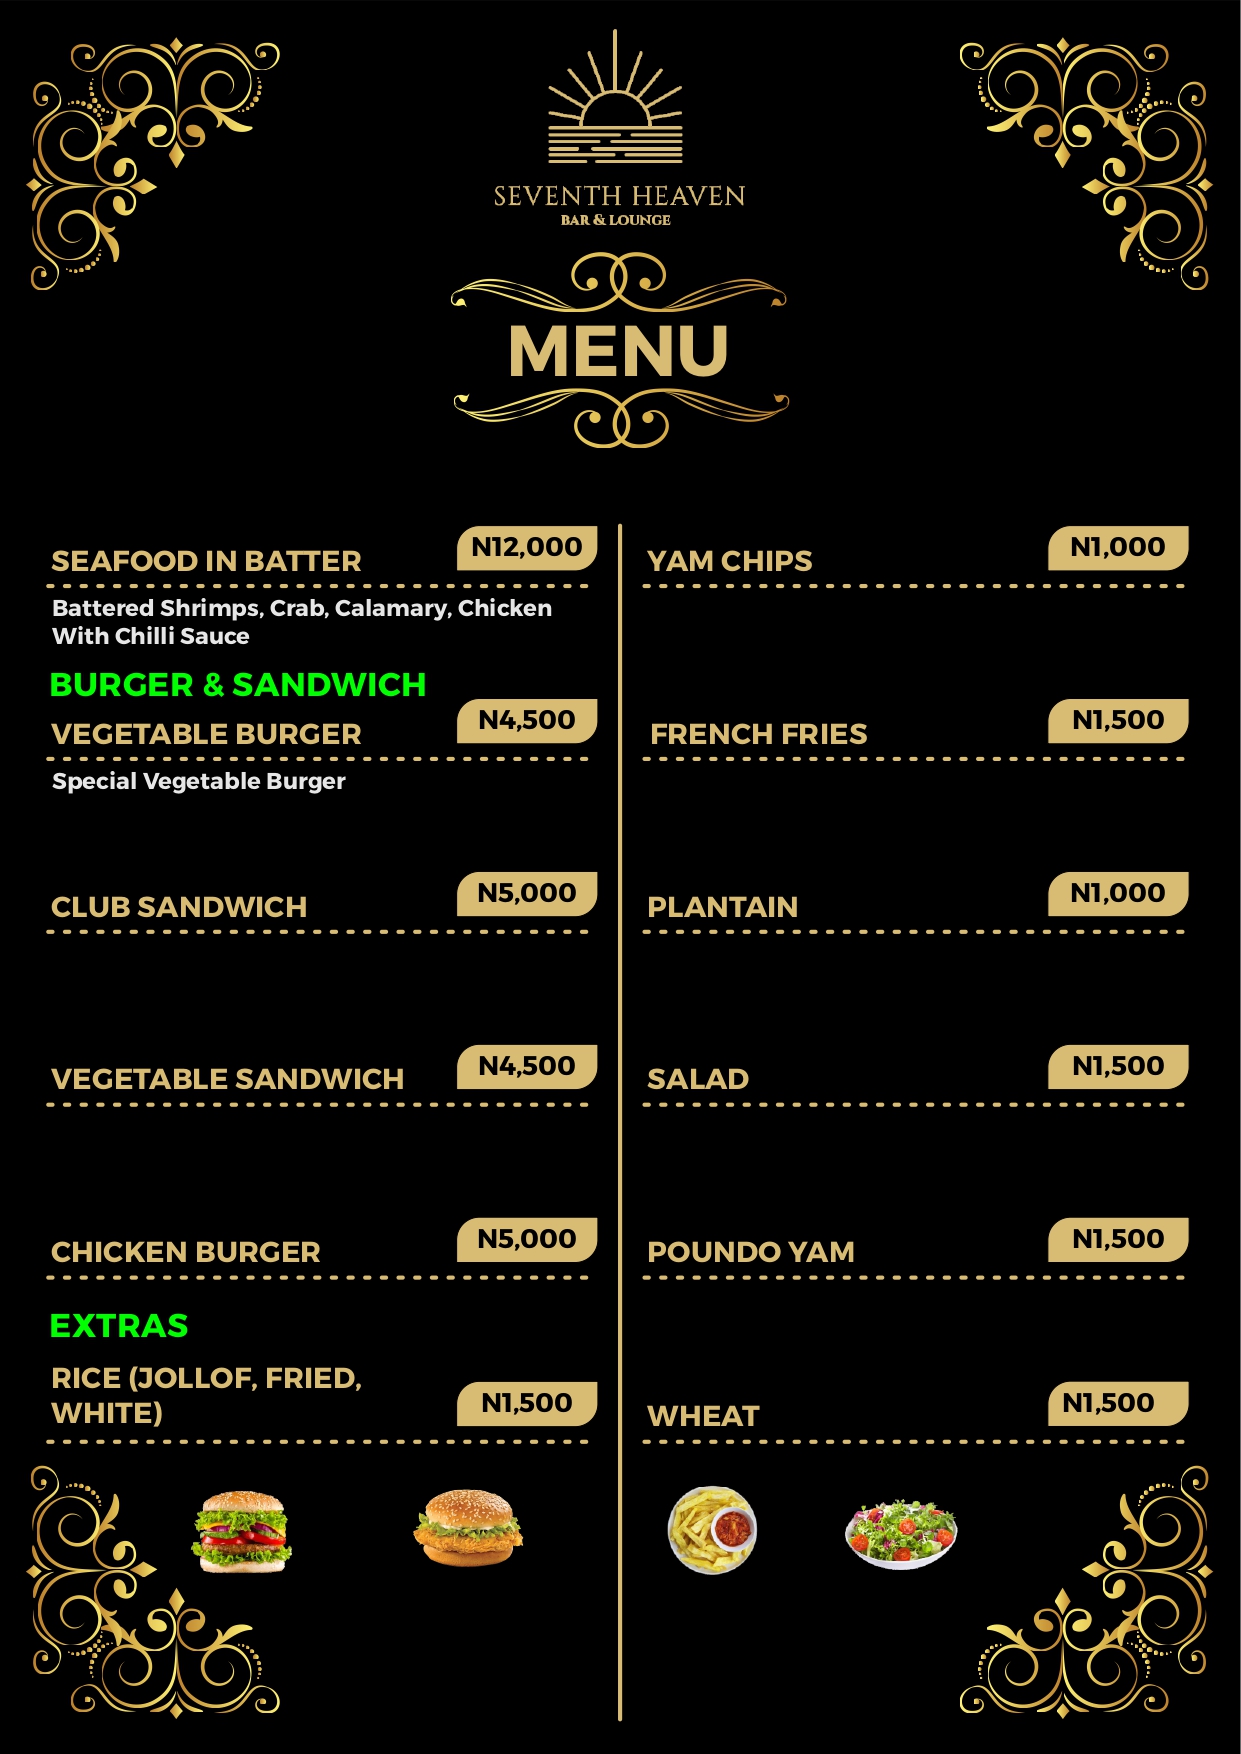 SEVENTH HEAVEN
BAR & LOUNGE
MENU
SEAFOOD IN BATTER N12,000
Battered Shrimps, Crab, Calamary, Chicken
With Chilli Sauce
BURGER & SANDWICH
VEGETABLE BURGER N4,500
Special Vegetable Burger
CLUB SANDWICH N5,000
VEGETABLE SANDWICH N4,500
CHICKEN BURGER N5,000
EXTRAS
RICE (JOLLOF, FRIED,
WHITE) N1,500
YAM CHIPS N1,000
FRENCH FRIES N1,500
PLANTAIN N1,000
SALAD N1,500
POUNDO YAM N1,500
WHEAT N1,500